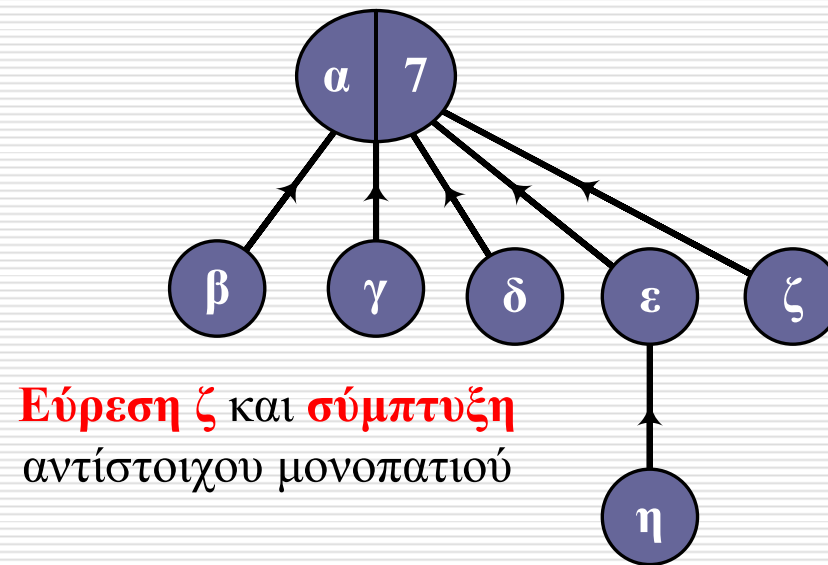 α 7
β γ δ ε ζ
Εύρεση ζ και σύμπτυξη
αντίστοιχου μονοπατιού
η